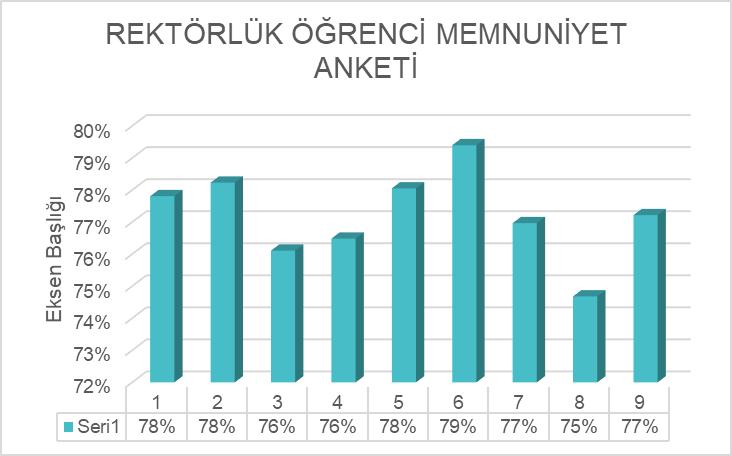 REKTÖRLÜK ÖĞRENCİ MEMNUNİYET
ANKETİ
Eksen Başlığı
80%
79%
78%
77%
76%
75%
74%
73%
72%
1 2 3 4 5 6 7 8 9
Seri1 78% 78% 76% 76% 78% 79% 77% 75% 77%